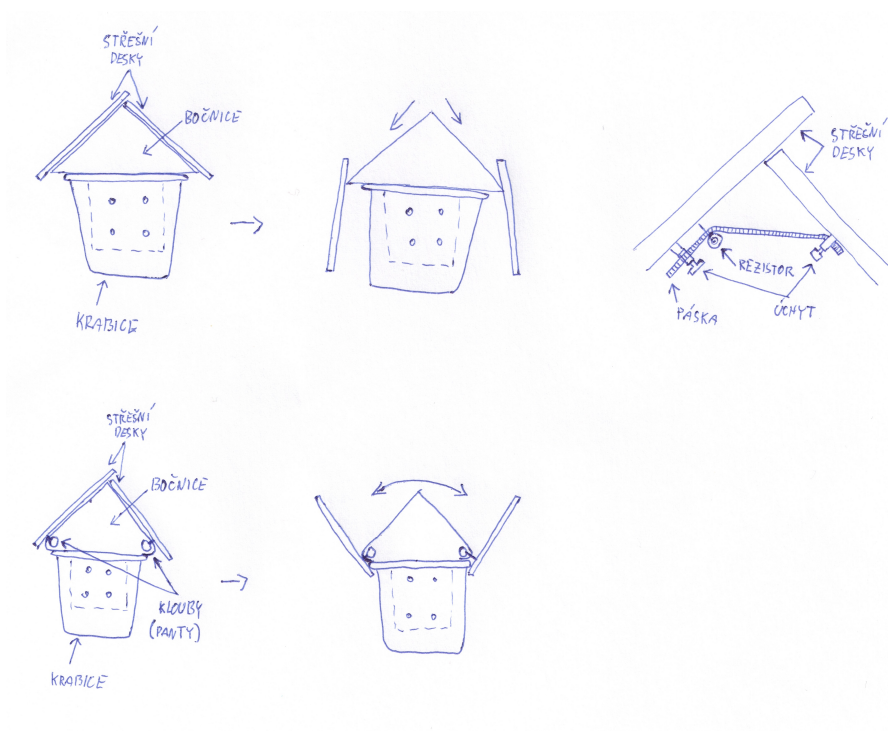 STŘEŠNÍ
DESKY
BOČNICE
KRABICE
STŘEŠNÍ
DESKY
REZISTOR
PÁSKA
ÚCHYT
STŘEŠNÍ
DESKY
BOČNICE
KLOUBY
(PANTY)
KRABICE